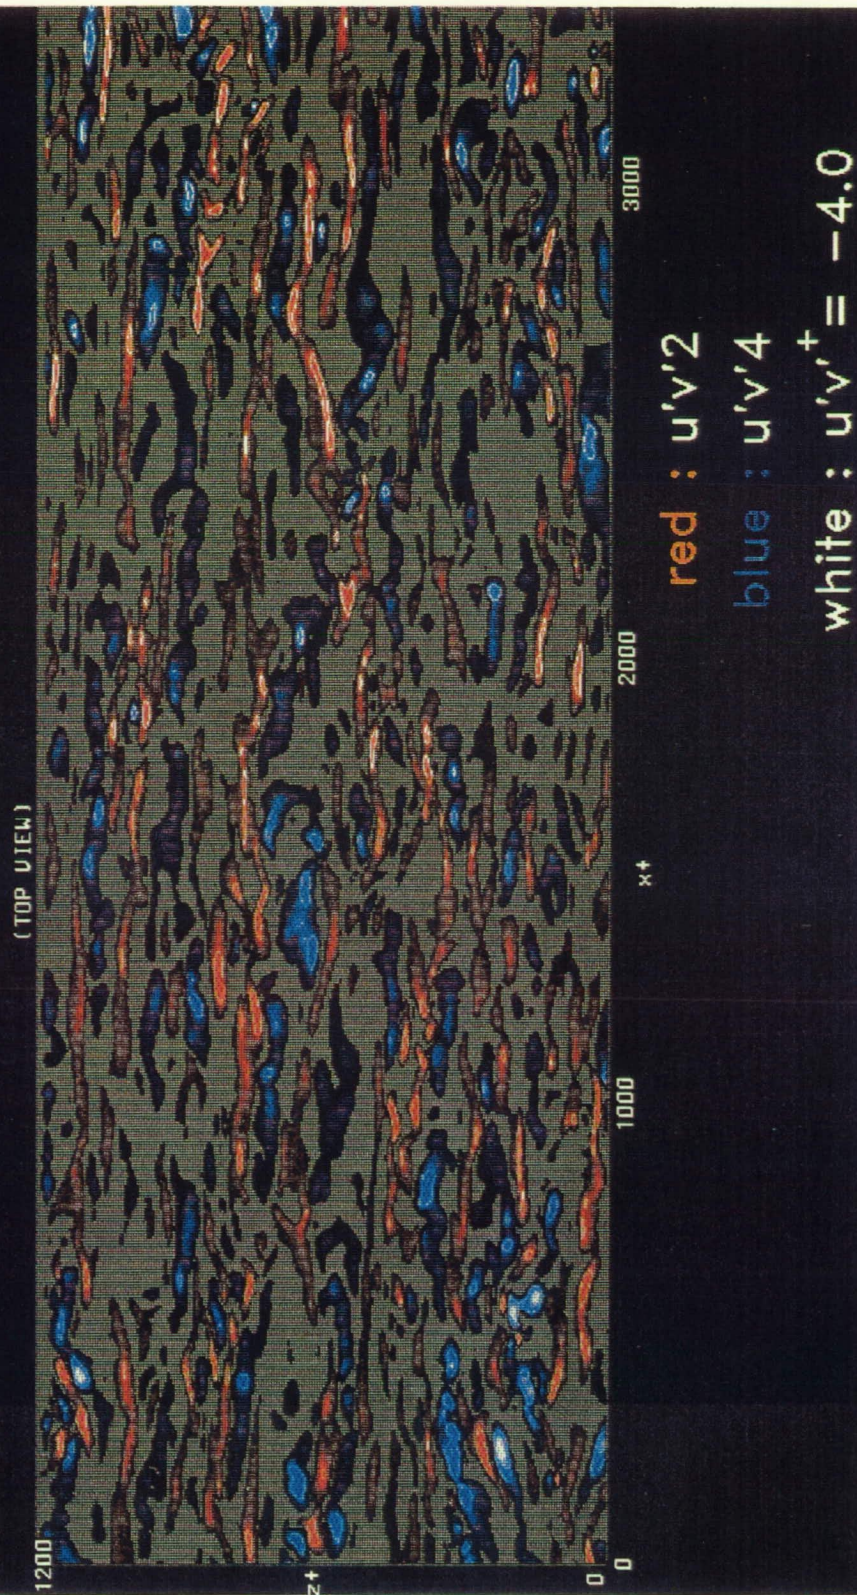 (TOP VIEW)
1200
z+
0
0
1000
2000
3000
x+
red : u'v'2
blue : u'v'4
white : u'v'⁺= −4.0